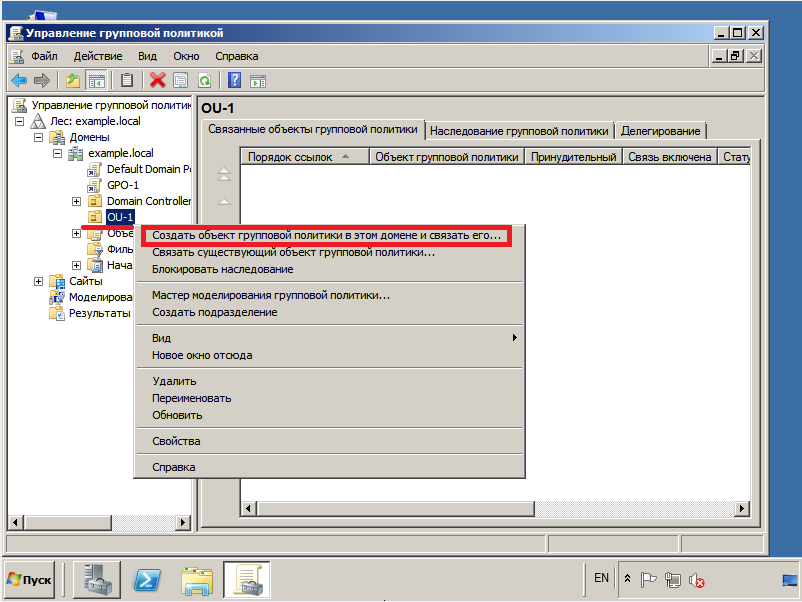 Управление групповой политикой
Файл Действие Вид Окно Справка
Управление групповой политик
Лес: example.local
Домены
example.local
Default Domain P
GPO-1
Domain Controller
OU-1
Объе
Филь
Нача
Сайты
Моделирова
Результаты
OU-1
Связанные объекты групповой политики Наследование групповой политики Делегирование
Порядок ссылок Объект групповой политики Принудительный Связь включена Стату
Создать объект групповой политики в этом домене и связать его...
Связать существующий объект групповой политики...
Блокировать наследование
Мастер моделирования групповой политики...
Создать подразделение
Вид
Новое окно отсюда
Удалить
Переименовать
Обновить
Свойства
Справка
Пуск
EN